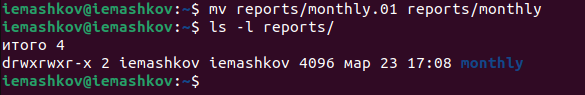 iemashkov@iemashkov:~$ mv reports/monthly.01 reports/monthly
iemashkov@iemashkov:~$ ls -l reports/
итого 4
drwxrwxr-x 2 iemashkov iemashkov 4096 мар 23 17:08 monthly
iemashkov@iemashkov:~$